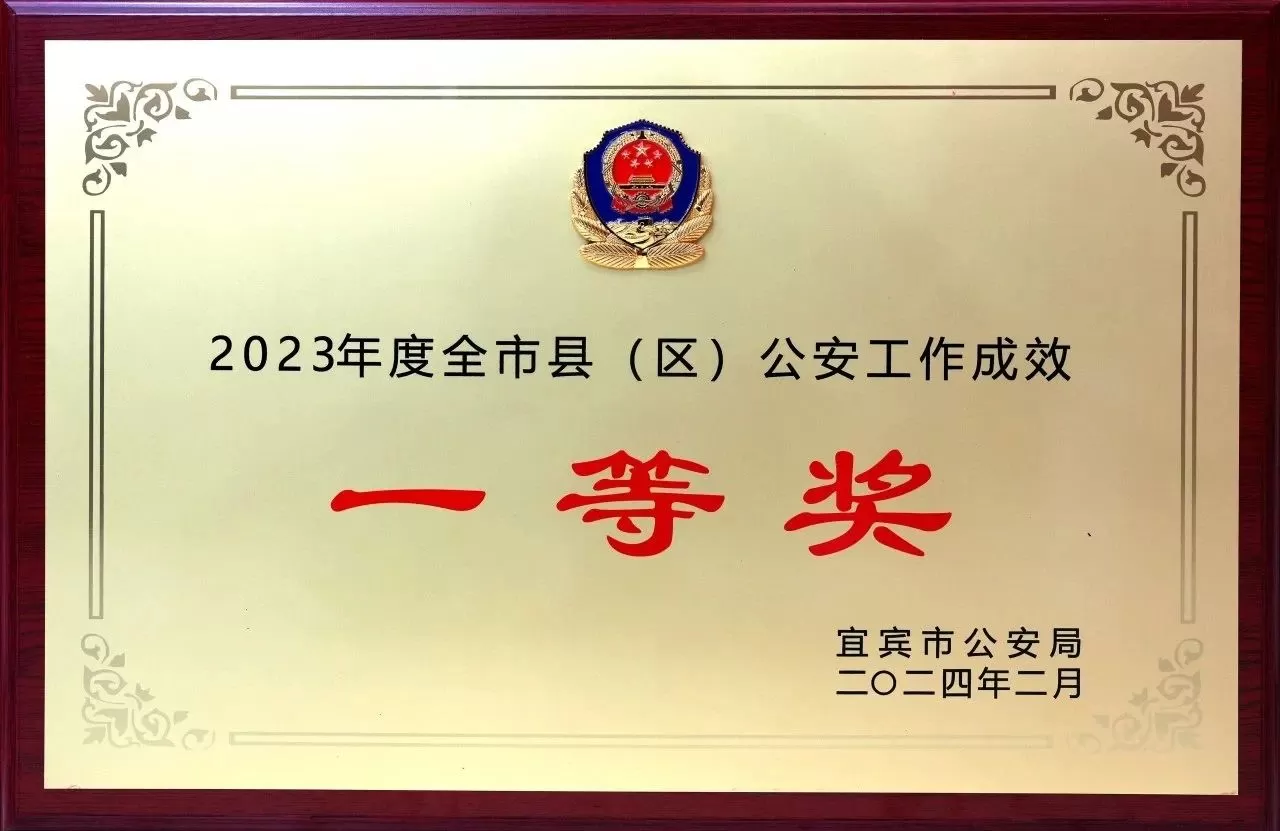 2023年度全市县（区）公安工作成效
一等奖
宜宾市公安局
二〇二四年二月